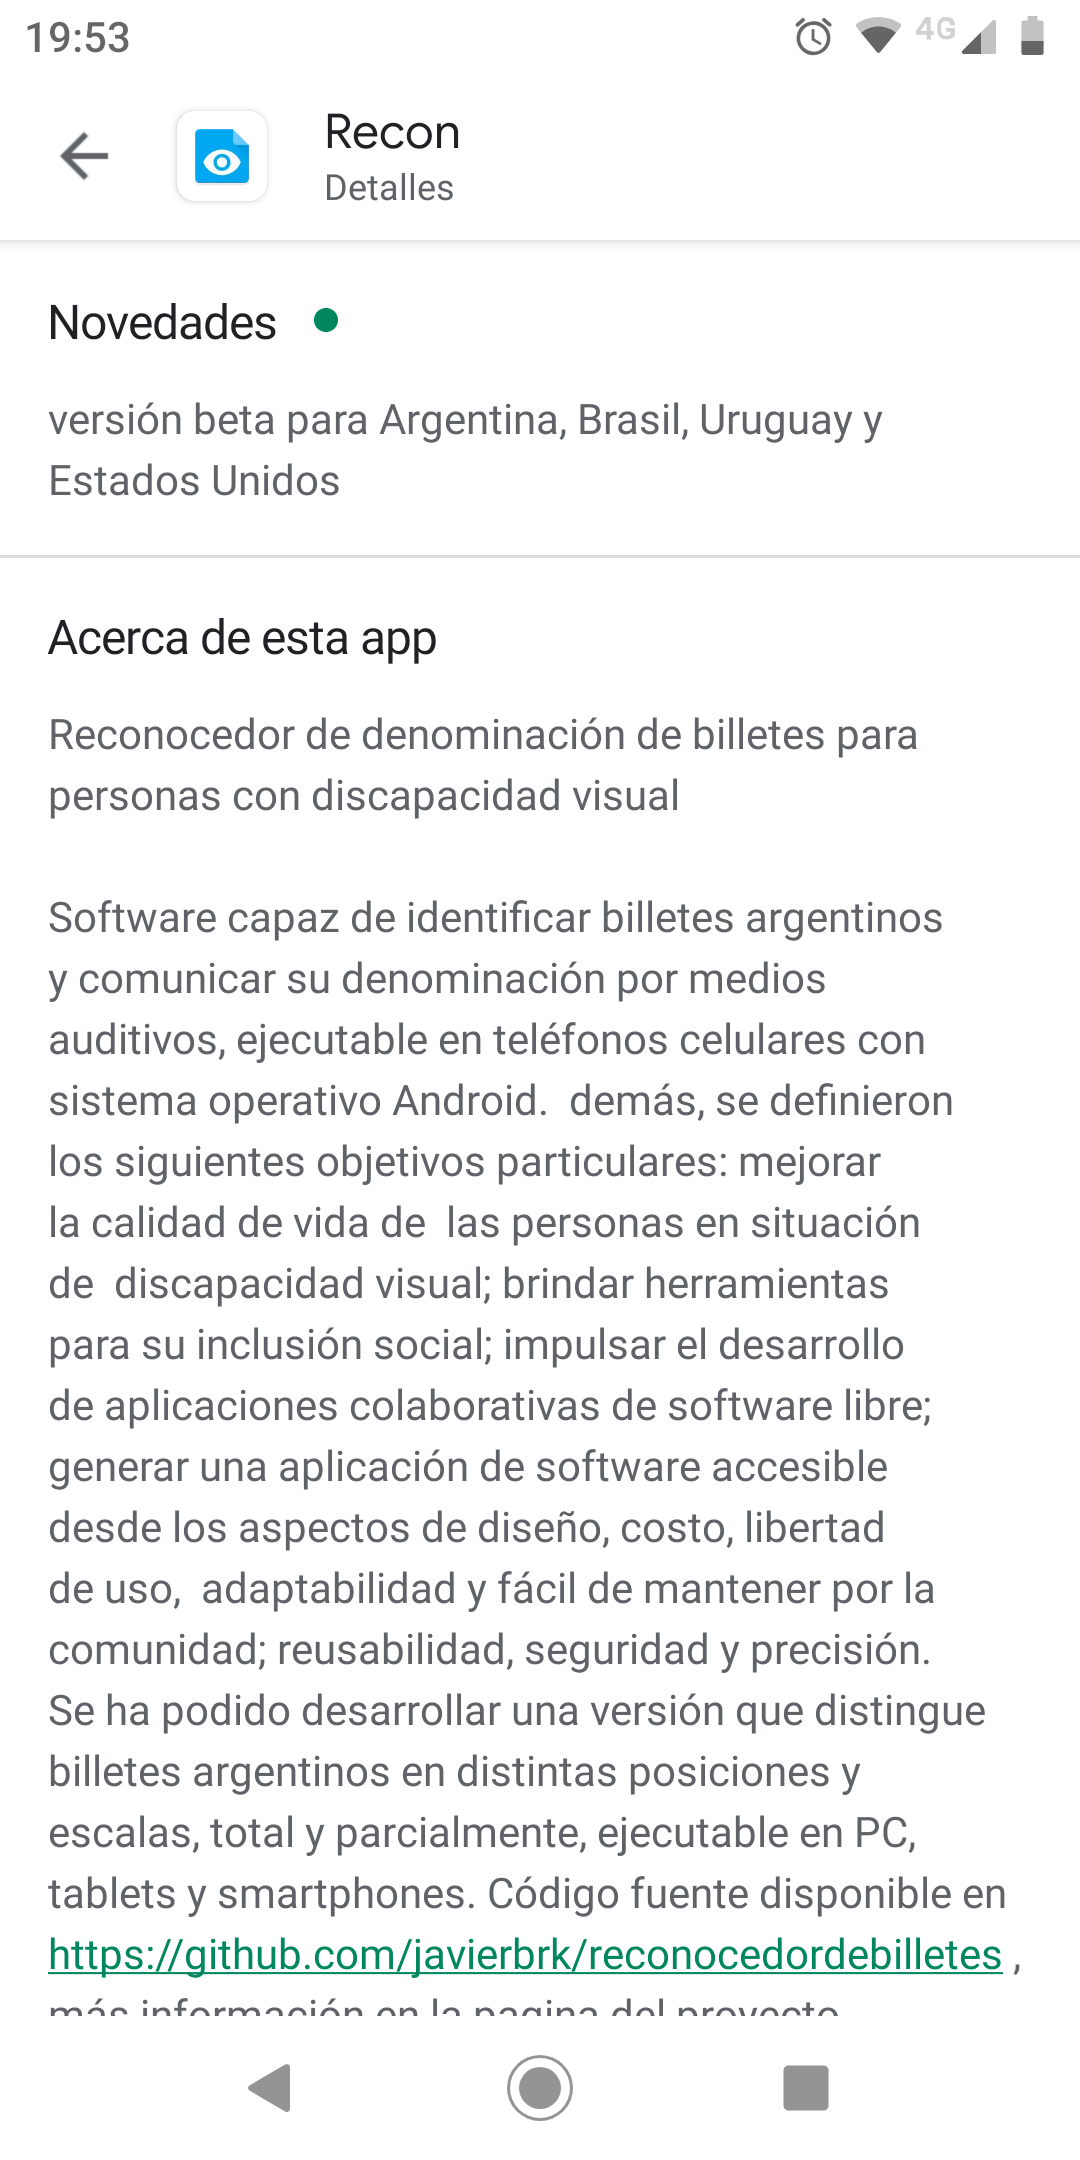 19:53
4G
Recon
Detalles
Novedades
versión beta para Argentina, Brasil, Uruguay y
Estados Unidos
Acerca de esta app
Reconocedor de denominación de billetes para
personas con discapacidad visual
Software capaz de identificar billetes argentinos
y comunicar su denominación por medios
auditivos, ejecutable en teléfonos celulares con
sistema operativo Android.  demás, se definieron
los siguientes objetivos particulares: mejorar
la calidad de vida de  las personas en situación
de  discapacidad visual; brindar herramientas
para su inclusión social; impulsar el desarrollo
de aplicaciones colaborativas de software libre;
generar una aplicación de software accesible
desde los aspectos de diseño, costo, libertad
de uso,  adaptabilidad y fácil de mantener por la
comunidad; reusabilidad, seguridad y precisión.
Se ha podido desarrollar una versión que distingue
billetes argentinos en distintas posiciones y
escalas, total y parcialmente, ejecutable en PC,
tablets y smartphones. Código fuente disponible en
https://github.com/javierbrk/reconocedordebilletes ,
más información en la pagina del proyecto